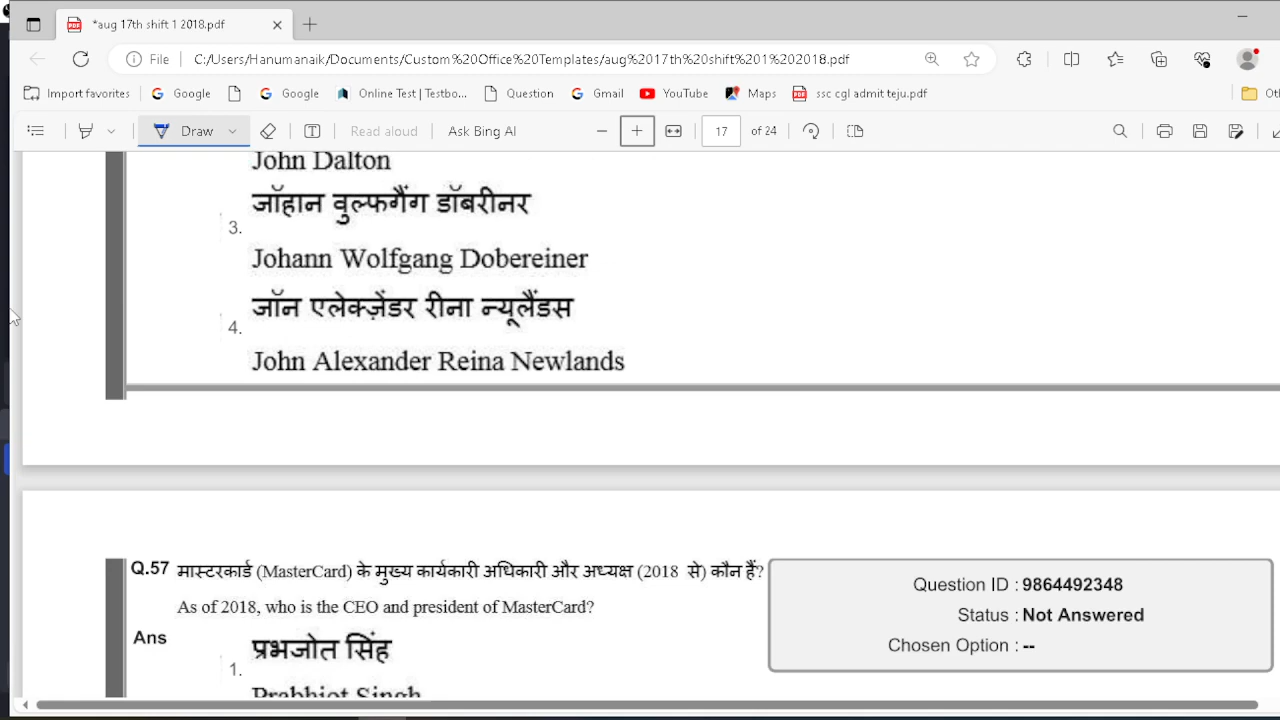 *aug 17th shift 1 2018.pdf
File C:/Users/Hanumanaik/Documents/Custom%20Office%20Templates/aug%2017th%20shift%201%202018.pdf
Import favorites Google Google Online Test | Testbo... Question Gmail YouTube Maps ssc cgl admit teju.pdf
Draw Read aloud Ask Bing AI 17 of 24
John Dalton
जॉहान वुल्फगैंग डॉबरीनर
3.
Johann Wolfgang Dobereiner
जॉन एलेक्ज़ेंडर रीना न्यूलैंडस
4.
John Alexander Reina Newlands
Q.57 मास्टरकार्ड (MasterCard) के मुख्य कार्यकारी अधिकारी और अध्यक्ष (2018 से) कौन हैं?
As of 2018, who is the CEO and president of MasterCard?
Ans
प्रभजोत सिंह
1.
Prabhjot Singh
Question ID : 9864492348
Status : Not Answered
Chosen Option : --